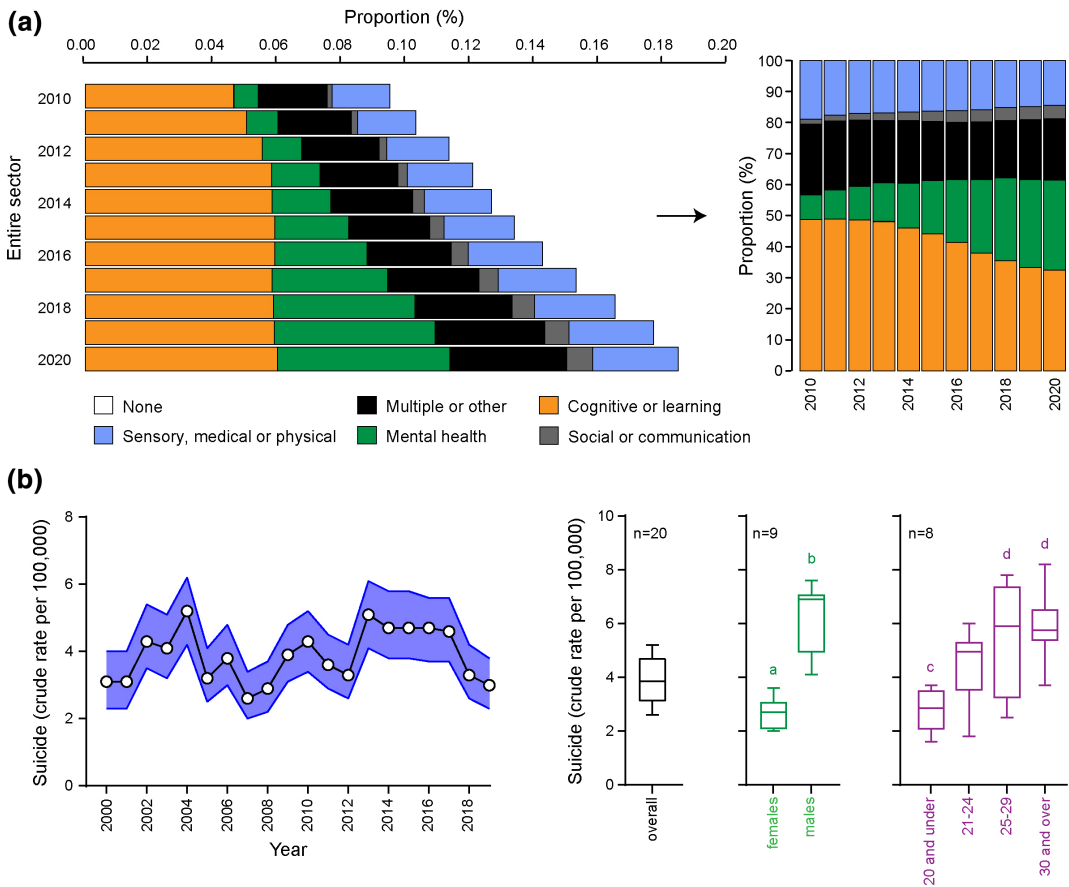 (a)
Proportion (%)
0.00 0.02 0.04 0.06 0.08 0.10 0.12 0.14 0.16 0.18 0.20
Entire sector
2010
2012
2014
2016
2018
2020
Proportion (%)
100
90
80
70
60
50
40
30
20
10
0
2010 2012 2014 2016 2018 2020
None
Multiple or other
Cognitive or learning
Sensory, medical or physical
Mental health
Social or communication
(b)
Suicide (crude rate per 100,000)
8
6
4
2
0
2000 2002 2004 2006 2008 2010 2012 2014 2016 2018
Year
Suicide (crude rate per 100,000)
10
8
6
4
2
0
n=20
overall
n=9
a
b
females
males
n=8
c
d
d
20 and under
21-24
25-29
30 and over